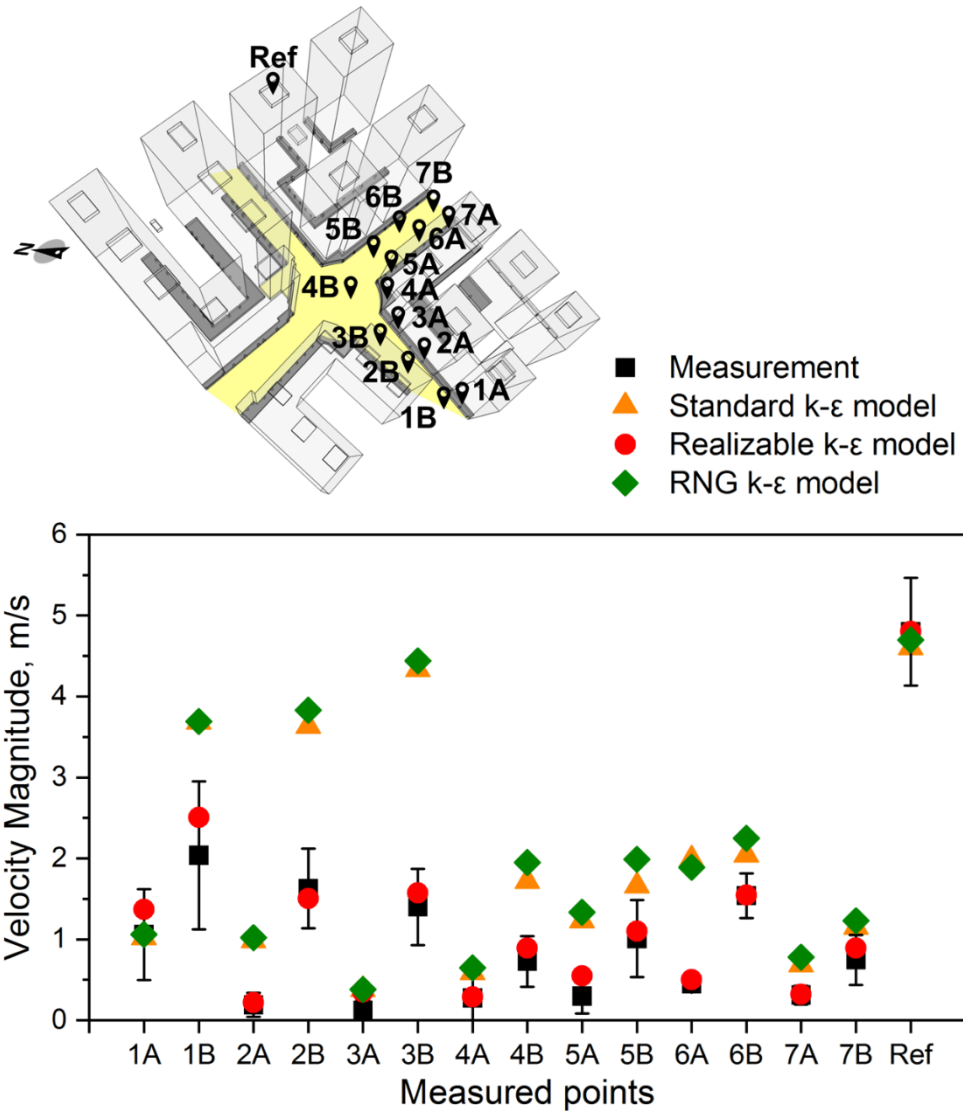 Ref
7B
6B
7A
5B
6A
5A
N
4B
4A
3A
3B
2A
2B
1A
1B
Measurement
Standard k-ε model
Realizable k-ε model
RNG k-ε model
6
5
4
3
2
1
0
Velocity Magnitude, m/s
1A 1B 2A 2B 3A 3B 4A 4B 5A 5B 6A 6B 7A 7B Ref
Measured points